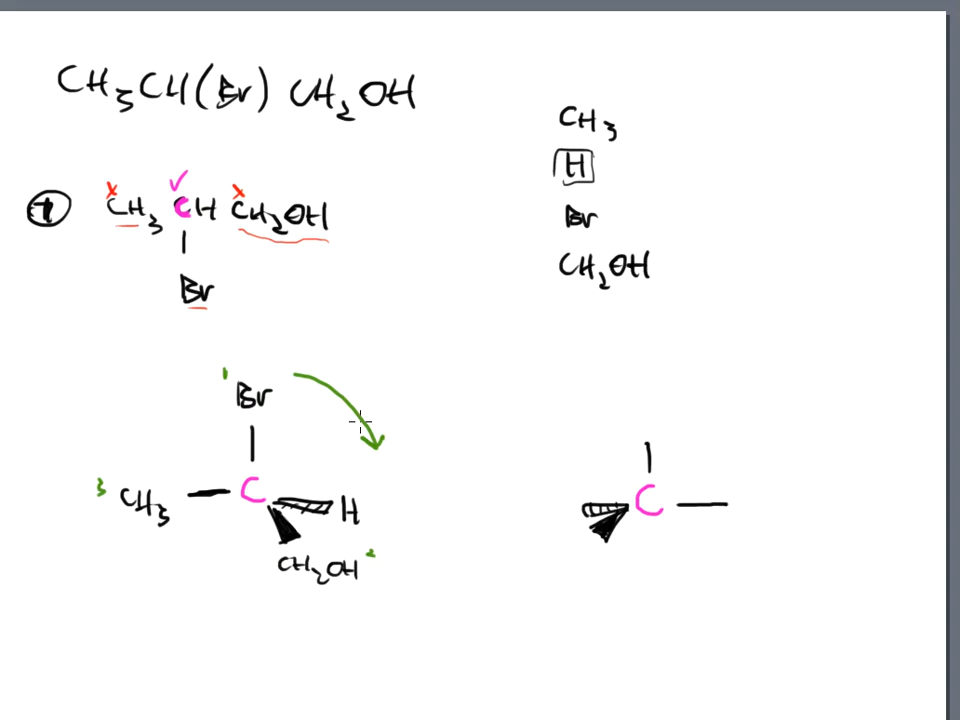 CH3CH(Br)CH2OH
CH3
H
Br
CH2OH
1 x CH3 ✓ CH x CH2OH
Br
1 Br
3 CH3 C H
CH2OH 2
C